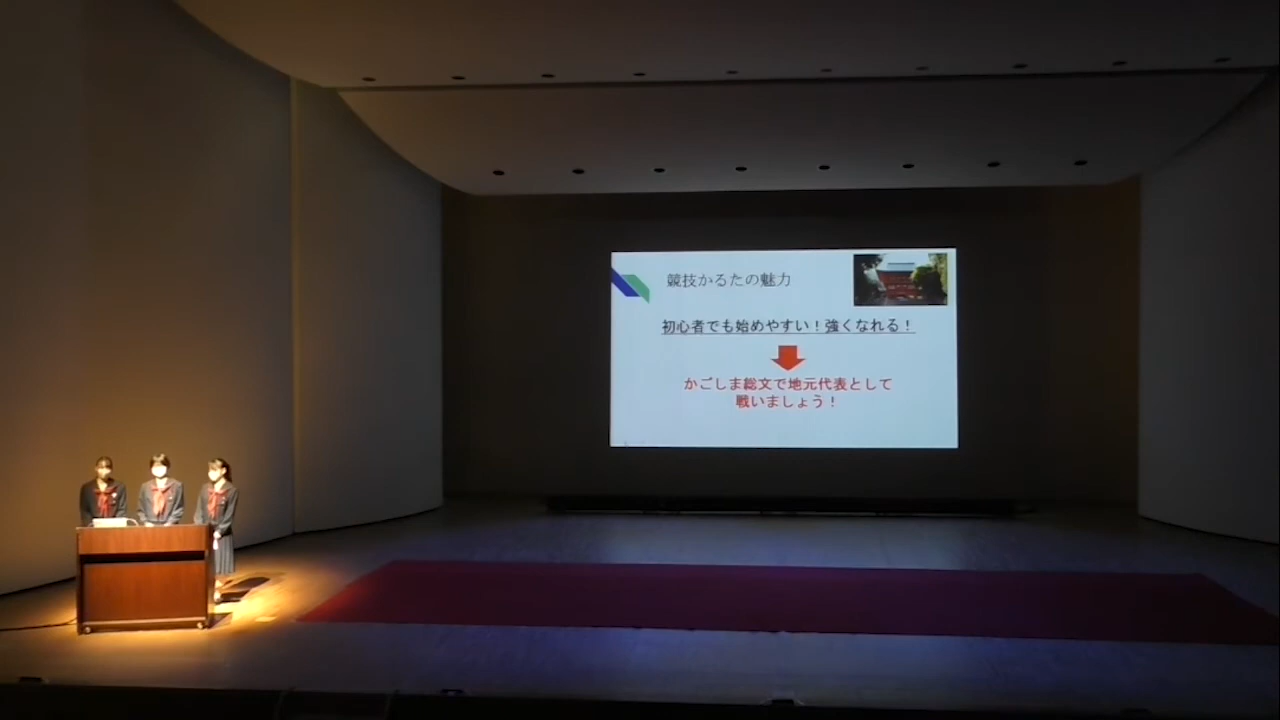 競技かるたの魅力
初心者でも始めやすい！強くなれる！
かごしま総文で地元代表として
戦いましょう！